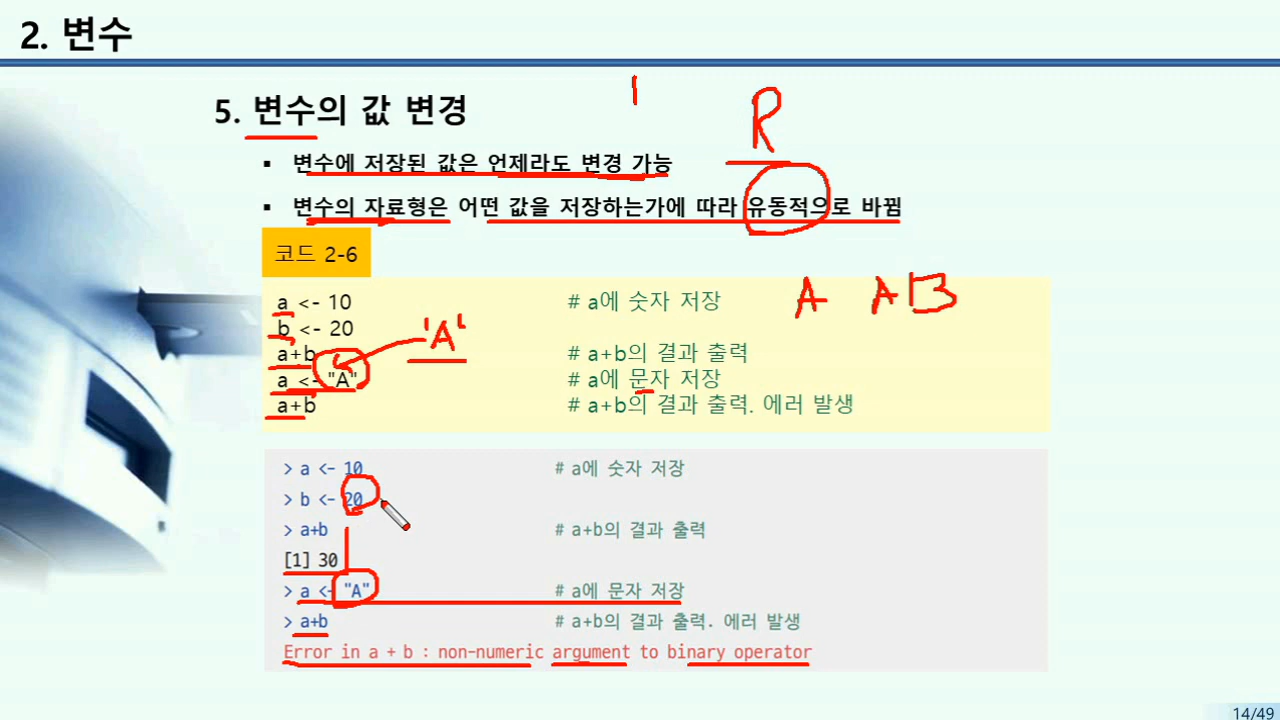 2. 변수
5. 변수의 값 변경
R
▪ 변수에 저장된 값은 언제라도 변경 가능
▪ 변수의 자료형은 어떤 값을 저장하는가에 따라 유동적으로 바뀜
코드 2-6
a <- 10 # a에 숫자 저장
A AB
b <- 20
'A'
a+b # a+b의 결과 출력
a <- "A" # a에 문자 저장
a+b # a+b의 결과 출력. 에러 발생
> a <- 10 # a에 숫자 저장
> b <- 20
> a+b # a+b의 결과 출력
[1] 30
> a <- "A" # a에 문자 저장
> a+b # a+b의 결과 출력. 에러 발생
Error in a + b : non-numeric argument to binary operator
14/49